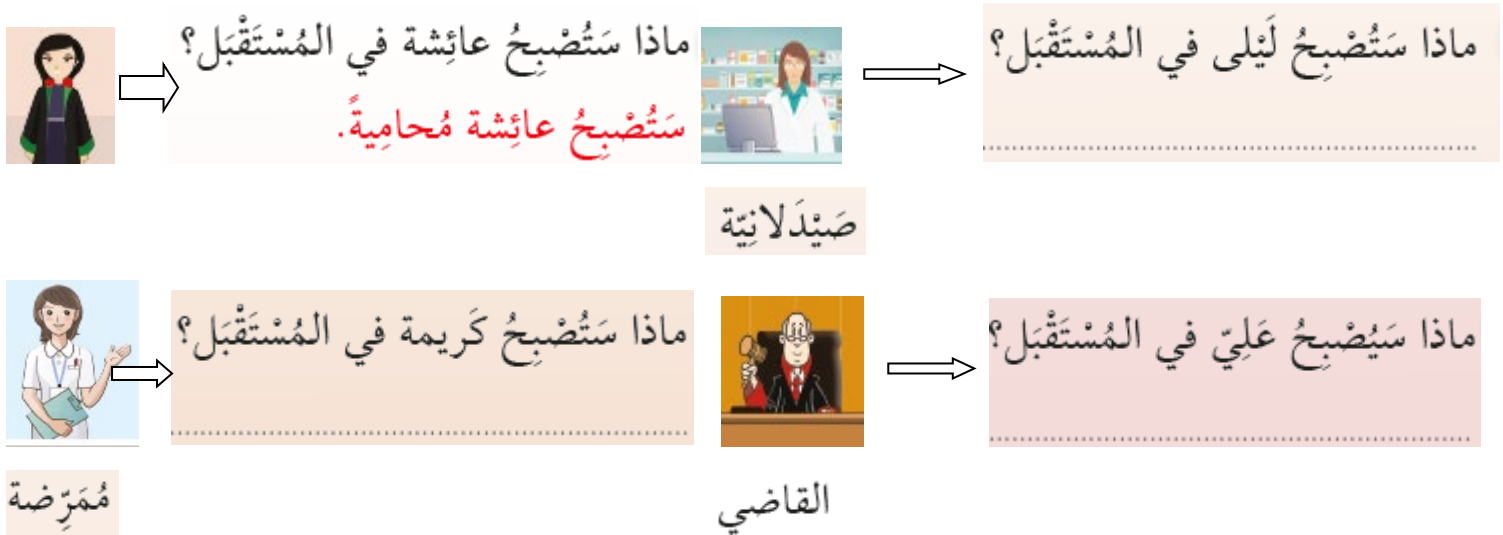 ماذا سَتُصْبِحُ لَيْلى في المُسْتَقْبَل؟
ماذا سَتُصْبِحُ عائِشة في المُسْتَقْبَل؟
سَتُصْبِحُ عائِشة مُحامِيةً.
صَيْدَلانِيّة
ماذا سَيُصْبِحُ عَلِيّ في المُسْتَقْبَل؟
ماذا سَتُصْبِحُ كَريمة في المُسْتَقْبَل؟
القاضي
مُمَرِّضة